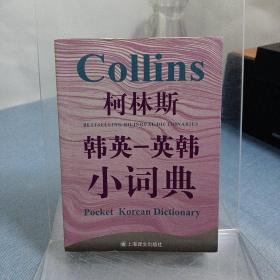 Collins
柯林斯
BESTSELLING BILINGUAL DICTIONARIES
韩英-英韩
小词典
Pocket Korean Dictionary
上海译文出版社